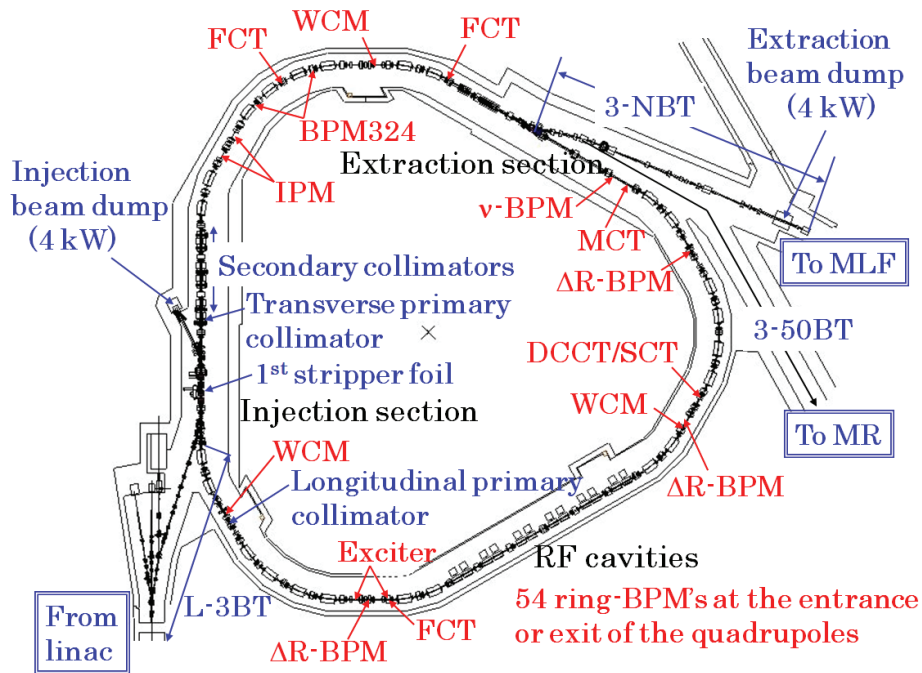 WCM
FCT
FCT
Extraction
beam dump
(4 kW)
3-NBT
BPM324
Extraction section
Injection
beam dump
(4 kW)
IPM
ν-BPM
MCT
To MLF
ΔR-BPM
Secondary collimators
Transverse primary
collimator
3-50BT
1st stripper foil
DCCT/SCT
Injection section
WCM
To MR
WCM
ΔR-BPM
Longitudinal primary
collimator
Exciter
RF cavities
L-3BT
From
linac
54 ring-BPM's at the entrance
or exit of the quadrupoles
FCT
ΔR-BPM